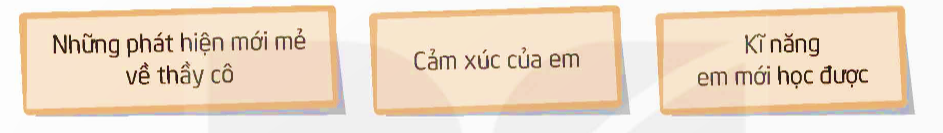 Những phát hiện mới mẻ
về thầy cô
Cảm xúc của em
Kĩ năng
em mới học được